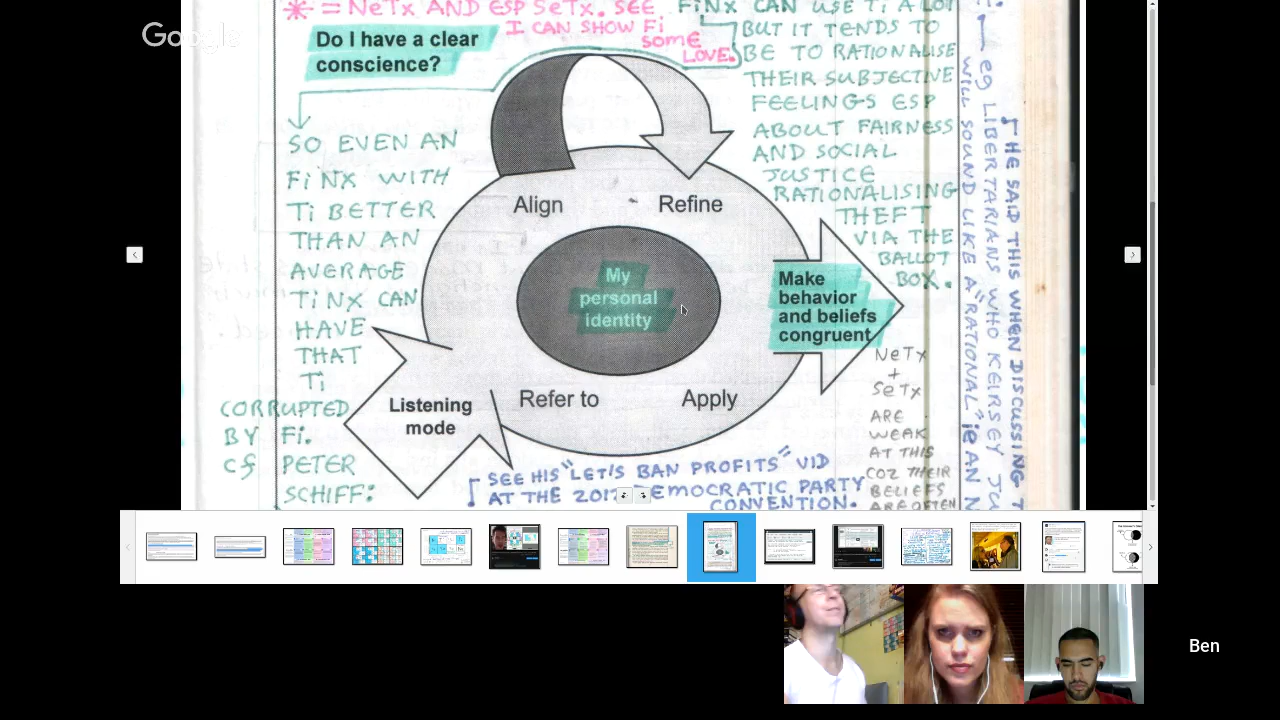 Google
* = NeTx AND ESP SeTx. SEE
I CAN SHOW Fi
SOME
LOVE.
FiNx CAN USE Ti A LOT
BUT IT TENDS TO
BE TO RATIONALISE
THEIR SUBJECTIVE
FEELINGS ESP
ABOUT FAIRNESS
AND SOCIAL
JUSTICE
RATIONALISING
THEFT
VIA THE
BALLOT
BOX.
Do I have a clear
conscience?
SO EVEN AN
FiNX WITH
Ti BETTER
THAN AN
AVERAGE
TiNX CAN
HAVE
THAT
Ti
CORRUPTED
BY Fi.
cf PETER
SCHIFF:
Align
Refine
My
personal
identity
Make
behavior
and beliefs
congruent
Listening
mode
Refer to
Apply
SEE HIS "LET'S BAN PROFITS" VID
AT THE 2012 DEMOCRATIC PARTY
CONVENTION.
NeTx
+
SeTx
ARE
WEAK
AT THIS
COZ THEIR
BELIEFS
ARE OFTEN
eg LIBERTARIANS "WHO KEIRSEY
WILL SOUND LIKE A "RATIONAL" ie AN
HE SAID THIS WHEN DISCUSSING
Ben